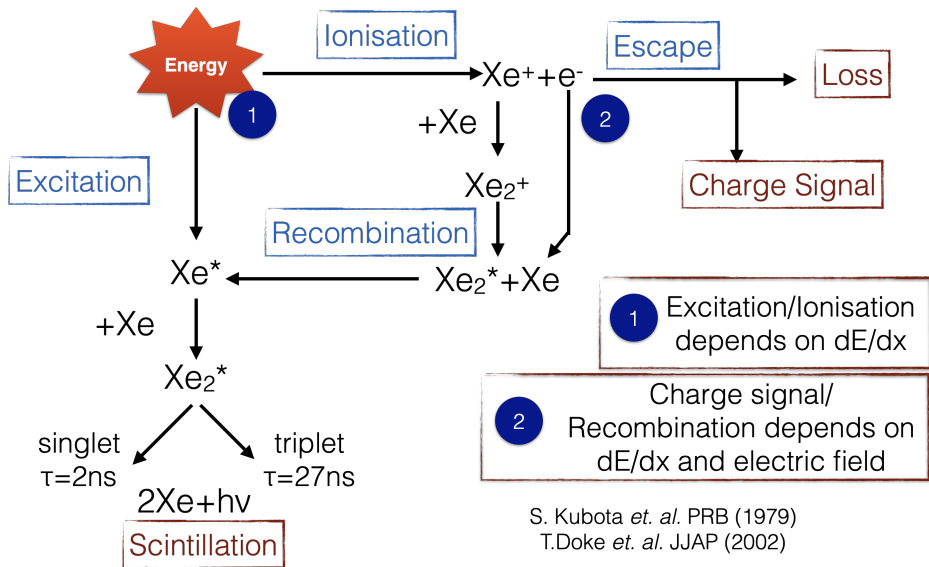 Ionisation
Escape
Energy
Xe⁺+e⁻
Loss
1
2
+Xe
Excitation
Xe₂⁺
Charge Signal
Recombination
Xe*
Xe₂*+Xe
1 Excitation/Ionisation
depends on dE/dx
+Xe
Xe₂*
Charge signal/
2 Recombination depends on
dE/dx and electric field
singlet
τ=2ns
triplet
τ=27ns
2Xe+hν
Scintillation
S. Kubota et. al. PRB (1979)
T.Doke et. al. JJAP (2002)